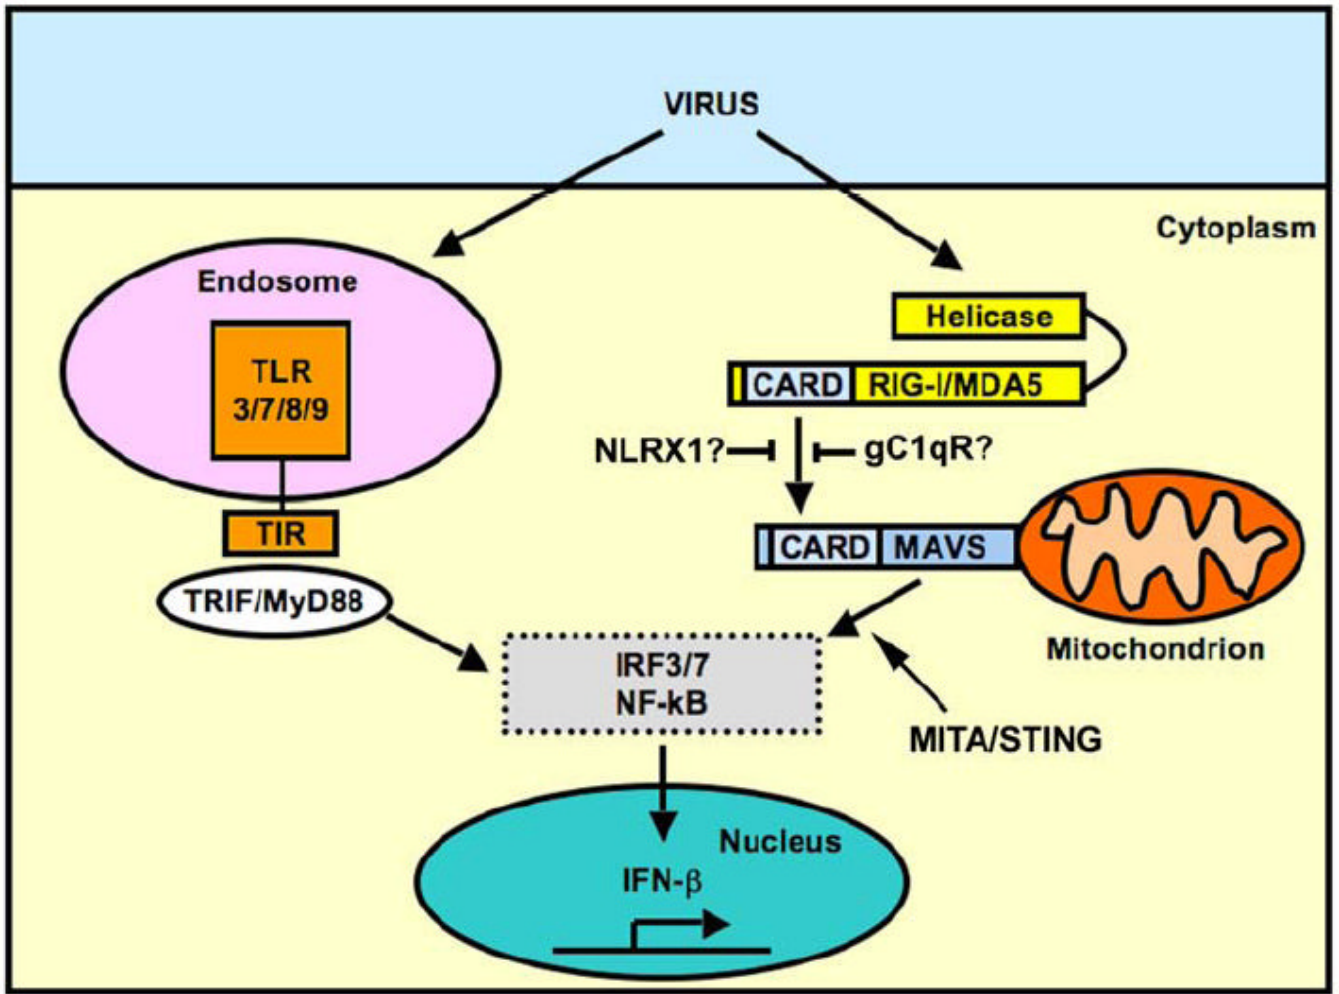 VIRUS
Cytoplasm
Endosome
TLR
3/7/8/9
TIR
TRIF/MyD88
Helicase
CARD RIG-I/MDA5
NLRX1? gC1qR?
CARD MAVS
Mitochondrion
IRF3/7
NF-kB
MITA/STING
Nucleus
IFN-β